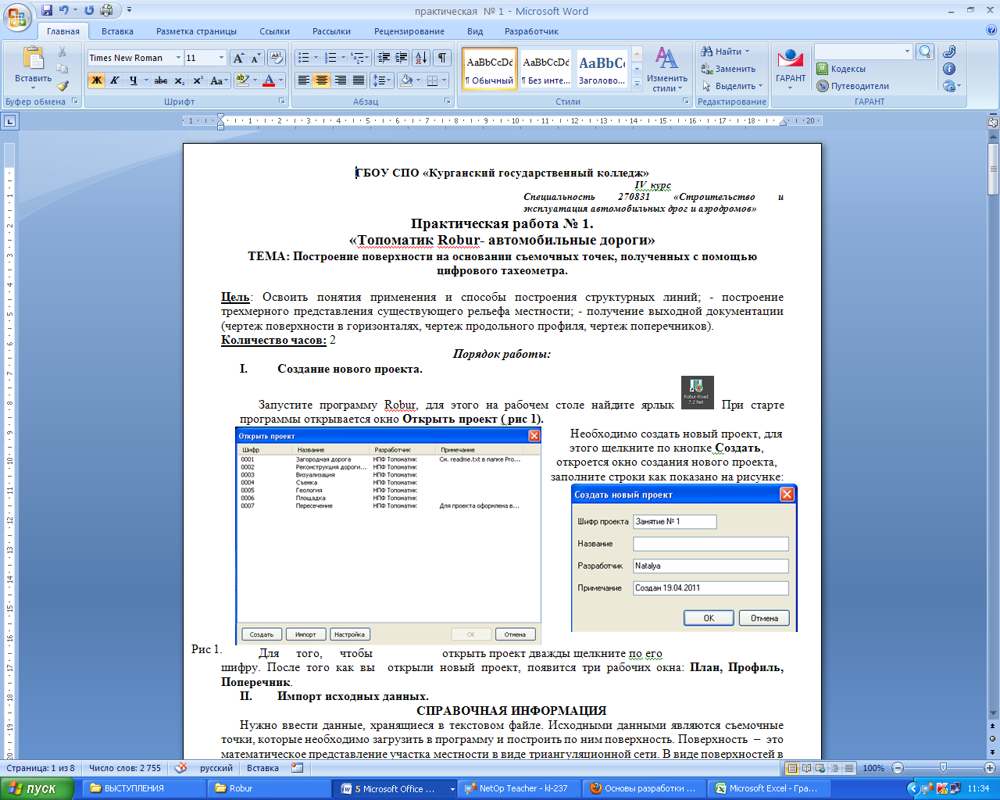 практическая № 1 - Microsoft Word
Главная Вставка Разметка страницы Ссылки Рассылки Рецензирование Вид Разработчик
Вставить
Буфер обмена
Times New Roman 11
Ж К Ч abc x₂ x² Aa
Шрифт
Абзац
АаBbСcDd АаBbСcDd АаBbСc
¶ Обычный ¶ Без инте... Заголово...
Изменить стили
Стили
Найти
Заменить
Выделить
Редактирование
ГАРАНТ
Кодексы
Путеводители
ГАРАНТ
ГБОУ СПО «Курганский государственный колледж»
IV курс
Специальность 270831 «Строительство и
эксплуатация автомобильных дорог и аэродромов»
Практическая работа № 1.
«Топоматик Robur- автомобильные дороги»
ТЕМА: Построение поверхности на основании съемочных точек, полученных с помощью
цифрового тахеометра.
Цель: Освоить понятия применения и способы построения структурных линий; - построение
трехмерного представления существующего рельефа местности; - получение выходной документации
(чертеж поверхности в горизонталях, чертеж продольного профиля, чертеж поперечников).
Количество часов: 2
Порядок работы:
I. Создание нового проекта.
Запустите программу Robur, для этого на рабочем столе найдите ярлык Robur-Road 7.2 Net При старте
программы открывается окно Открыть проект ( рис 1).
Открыть проект
Шифр Название Разработчик Примечание
0001 Загородная дорога НПФ Топоматик См. readme.txt в папке Pro...
0002 Реконструкция дороги... НПФ Топоматик
0003 Визуализация НПФ Топоматик
0004 Съемка НПФ Топоматик
0005 Геология НПФ Топоматик
0006 Площадка НПФ Топоматик
0007 Пересечение НПФ Топоматик Для проекта оформлена в...
Создать Импорт Настройка ОК Отмена
Необходимо создать новый проект, для
этого щелкните по кнопке Создать,
откроется окно создания нового проекта,
заполните строки как показано на рисунке:
Создать новый проект
Шифр проекта Занятие № 1
Название
Разработчик Natalya
Примечание Создан 19.04.2011
ОК Отмена
Рис 1.
Для того, чтобы открыть проект дважды щелкните по его
шифру. После того как вы открыли новый проект, появится три рабочих окна: План, Профиль,
Поперечник.
II. Импорт исходных данных.
СПРАВОЧНАЯ ИНФОРМАЦИЯ
Нужно ввести данные, хранящиеся в текстовом файле. Исходными данными являются съемочные
точки, которые необходимо загрузить в программу и построить по ним поверхность. Поверхность – это
математическое представление участка местности в виде триангуляционной сети. В виде поверхностей в
Страница: 1 из 8 Число слов: 2 755 русский Вставка 100%
пуск ВЫСТУПЛЕНИЯ Robur 5 Microsoft Office ... NetOp Teacher - kl-237 Основы разработки ... Microsoft Excel - Гра... 11:34